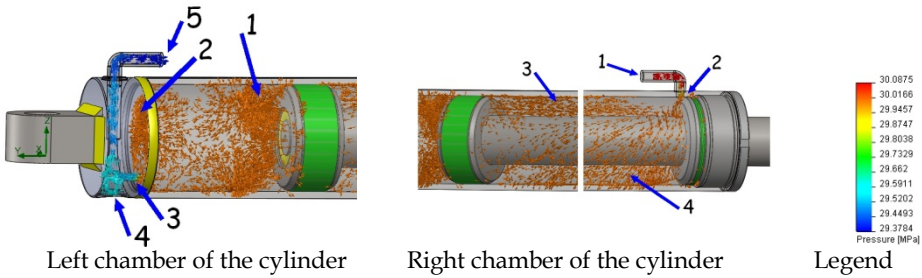 5
1
2
3
4
Z
Y
X
1
2
3
4
30.0875
30.0166
29.9457
29.8747
29.8038
29.7329
29.662
29.5911
29.5202
29.4493
29.3784
Pressure [MPa]
Left chamber of the cylinder
Right chamber of the cylinder
Legend